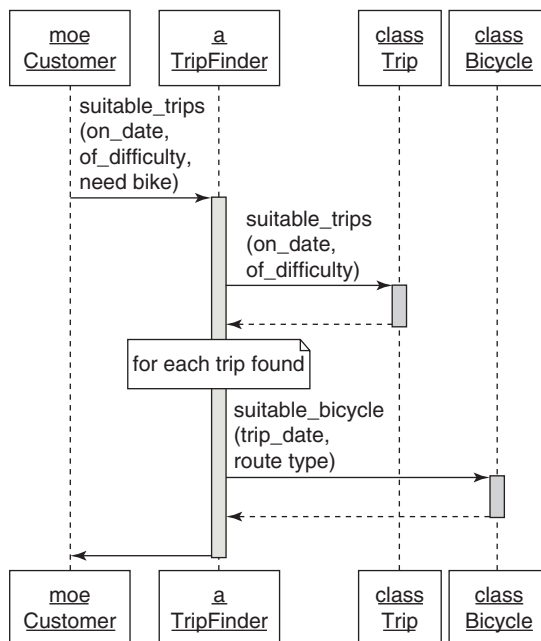 moe
Customer
a
TripFinder
class
Trip
class
Bicycle
suitable_trips
(on_date,
of_difficulty,
need bike)
suitable_trips
(on_date,
of_difficulty)
for each trip found
suitable_bicycle
(trip_date,
route type)
moe
Customer
a
TripFinder
class
Trip
class
Bicycle